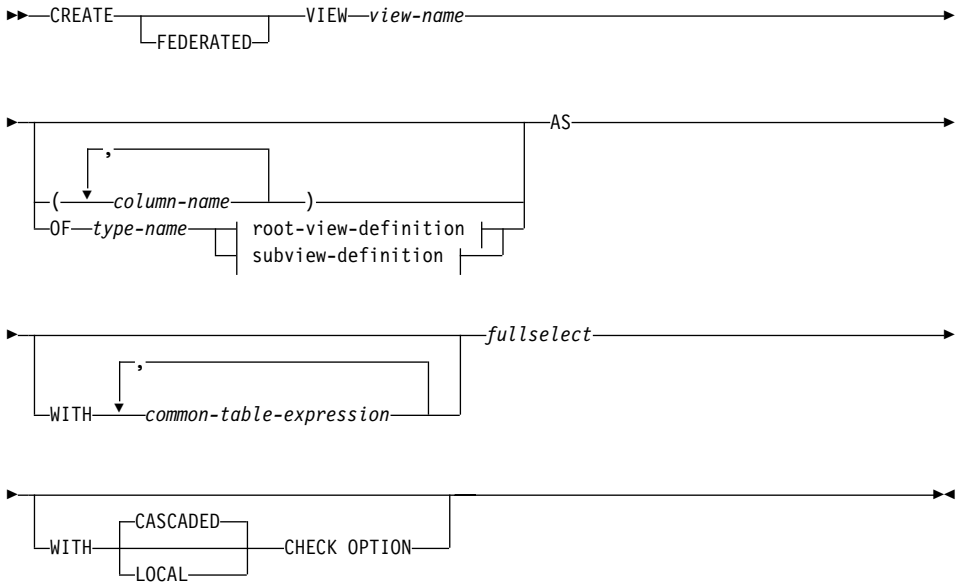 CREATE VIEW view-name
FEDERATED
AS
,
( column-name )
OF type-name root-view-definition
subview-definition
fullselect
,
WITH common-table-expression
CASCADED
WITH CHECK OPTION
LOCAL